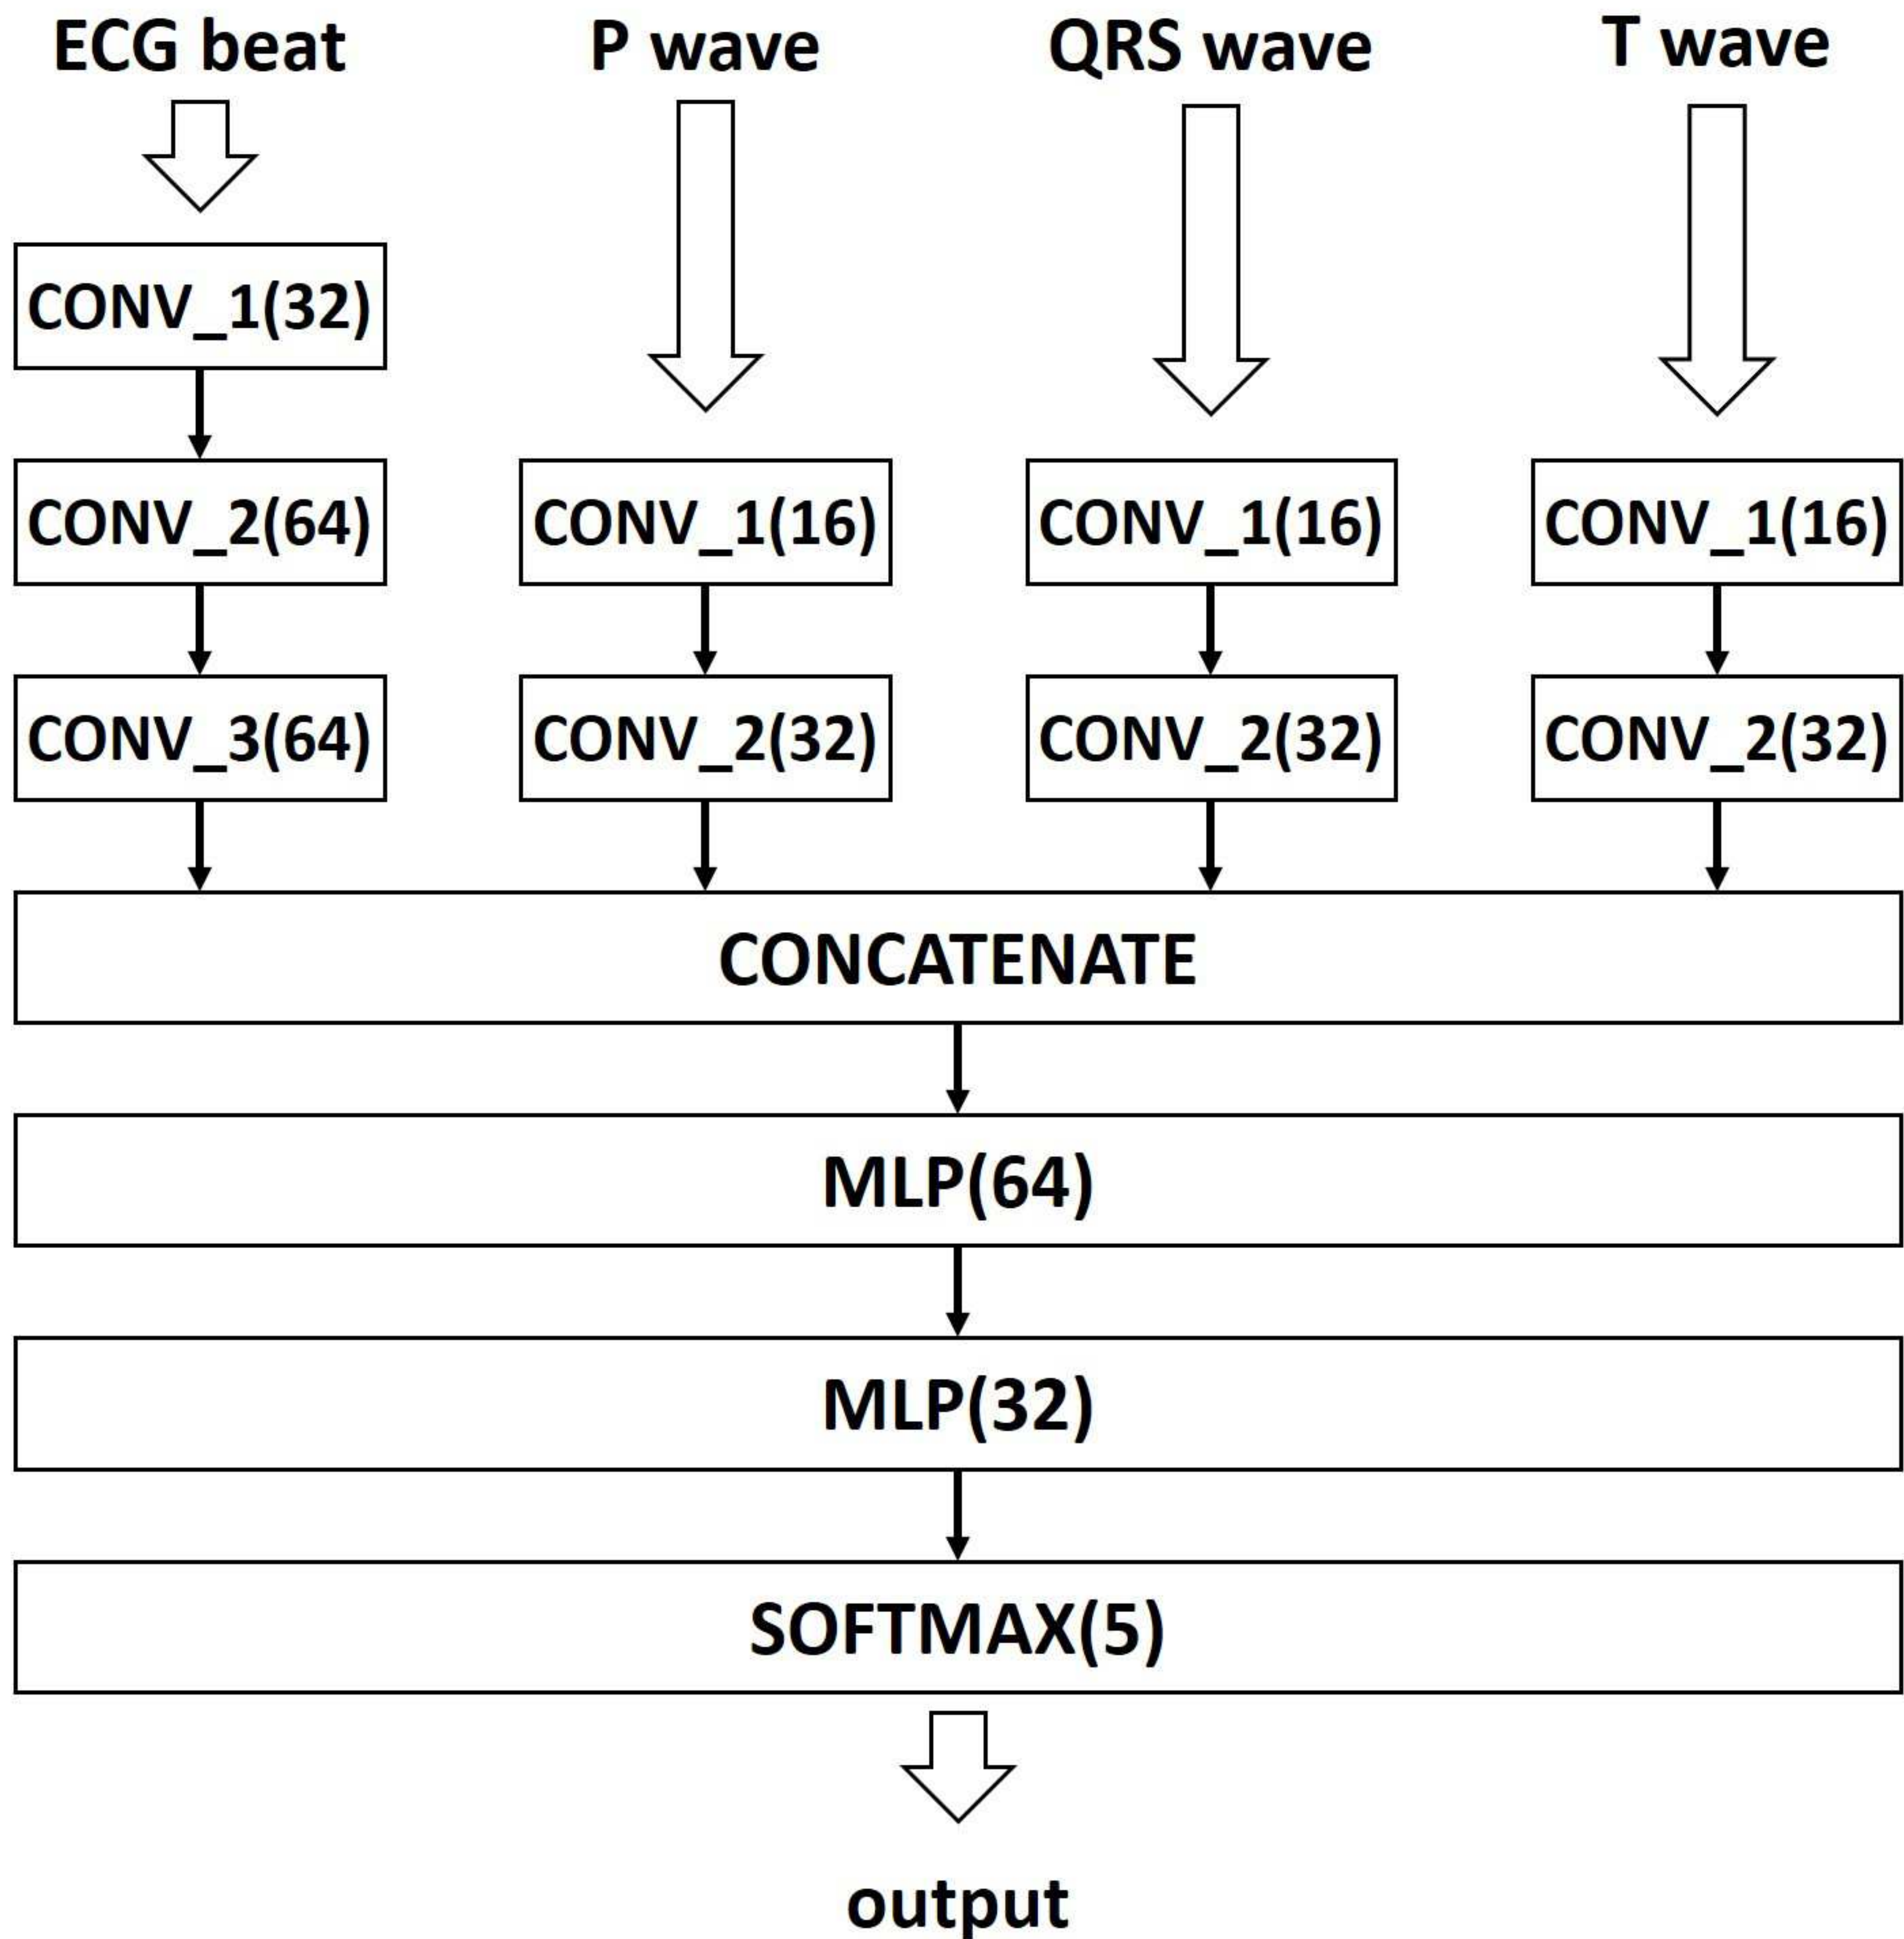 ECG beat P wave QRS wave T wave
CONV_1(32)
CONV_2(64) CONV_1(16) CONV_1(16) CONV_1(16)
CONV_3(64) CONV_2(32) CONV_2(32) CONV_2(32)
CONCATENATE
MLP(64)
MLP(32)
SOFTMAX(5)
output